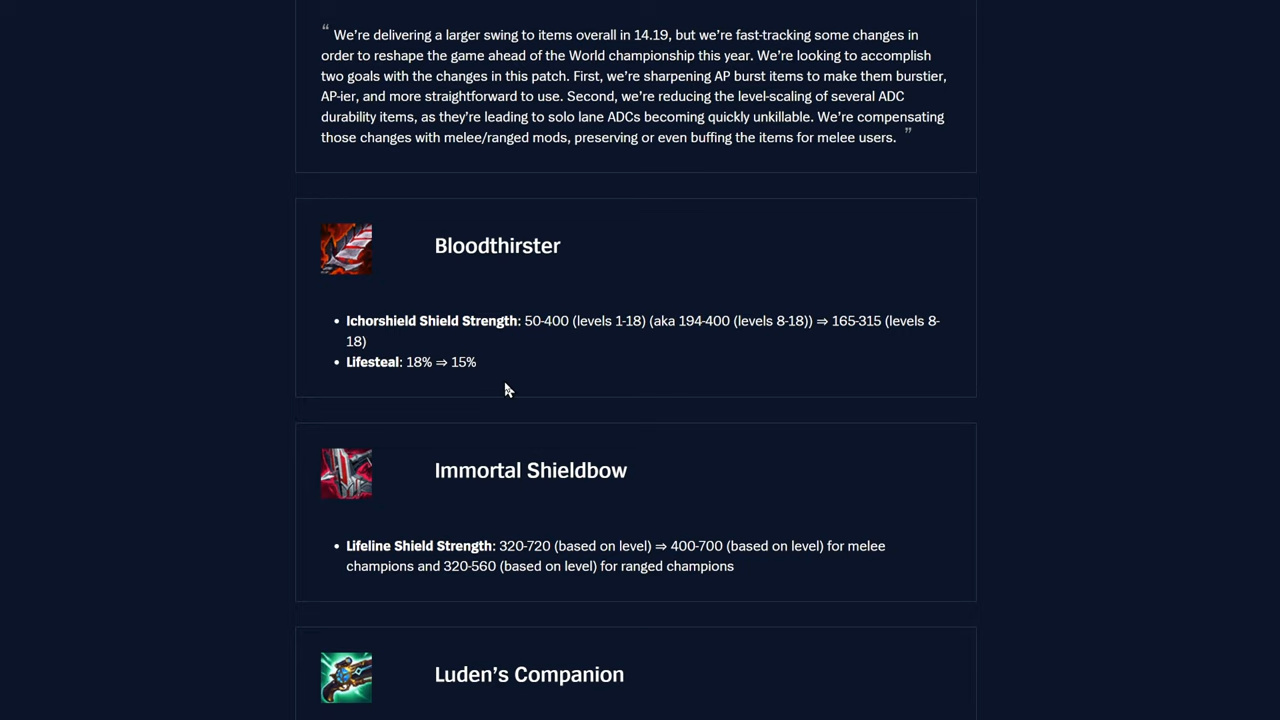 “ We’re delivering a larger swing to items overall in 14.19, but we’re fast-tracking some changes in
order to reshape the game ahead of the World championship this year. We’re looking to accomplish
two goals with the changes in this patch. First, we’re sharpening AP burst items to make them burstier,
AP-ier, and more straightforward to use. Second, we’re reducing the level-scaling of several ADC
durability items, as they’re leading to solo lane ADCs becoming quickly unkillable. We’re compensating
those changes with melee/ranged mods, preserving or even buffing the items for melee users. ”
Bloodthirster
• Ichorshield Shield Strength: 50-400 (levels 1-18) (aka 194-400 (levels 8-18)) ⇒ 165-315 (levels 8-
18)
• Lifesteal: 18% ⇒ 15%
Immortal Shieldbow
• Lifeline Shield Strength: 320-720 (based on level) ⇒ 400-700 (based on level) for melee
champions and 320-560 (based on level) for ranged champions
Luden’s Companion